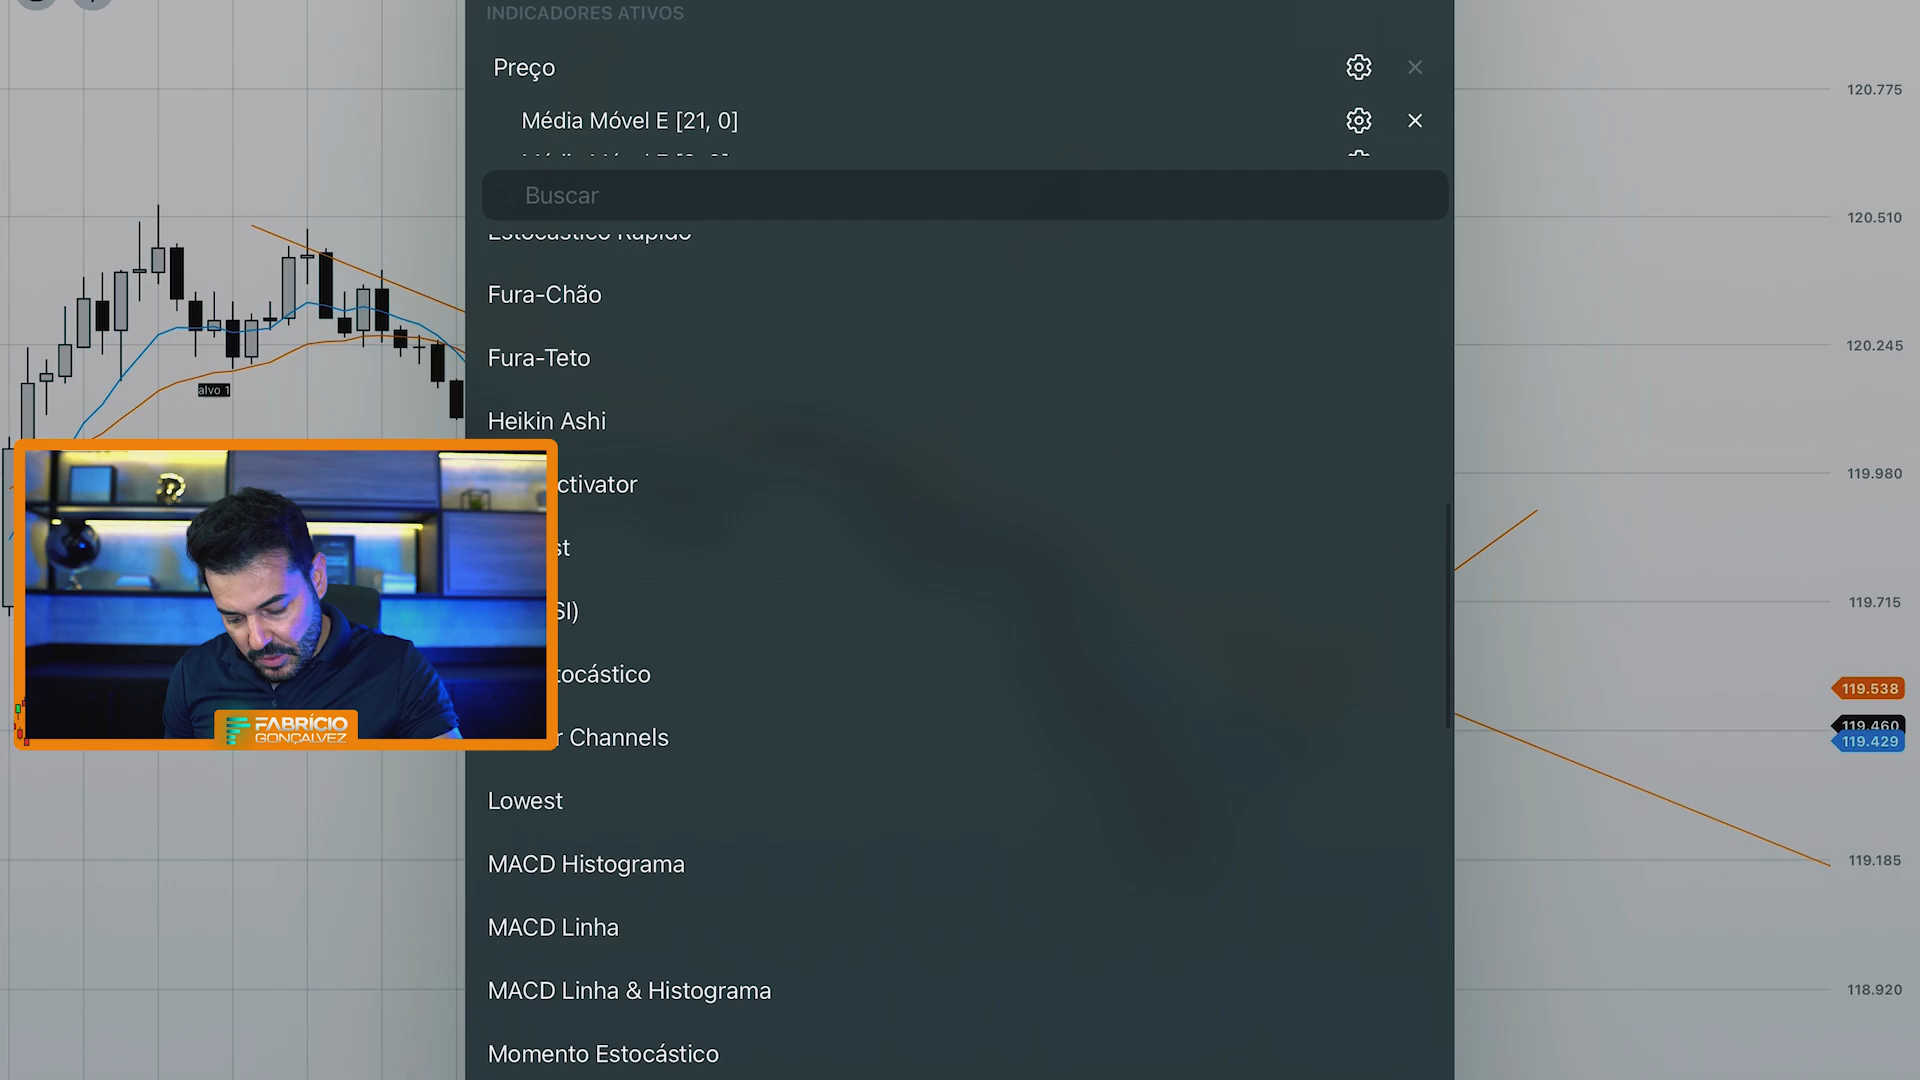 INDICADORES ATIVOS
Preço
Média Móvel E [21, 0]
Buscar
Estocástico Rápido
Fura-Chão
Fura-Teto
Heikin Ashi
ctivator
st
SI)
tocástico
r Channels
Lowest
MACD Histograma
MACD Linha
MACD Linha & Histograma
Momento Estocástico
alvo 1
FABRÍCIO
GONÇALVEZ
120.775
120.510
120.245
119.980
119.715
119.538
119.460
119.429
119.185
118.920